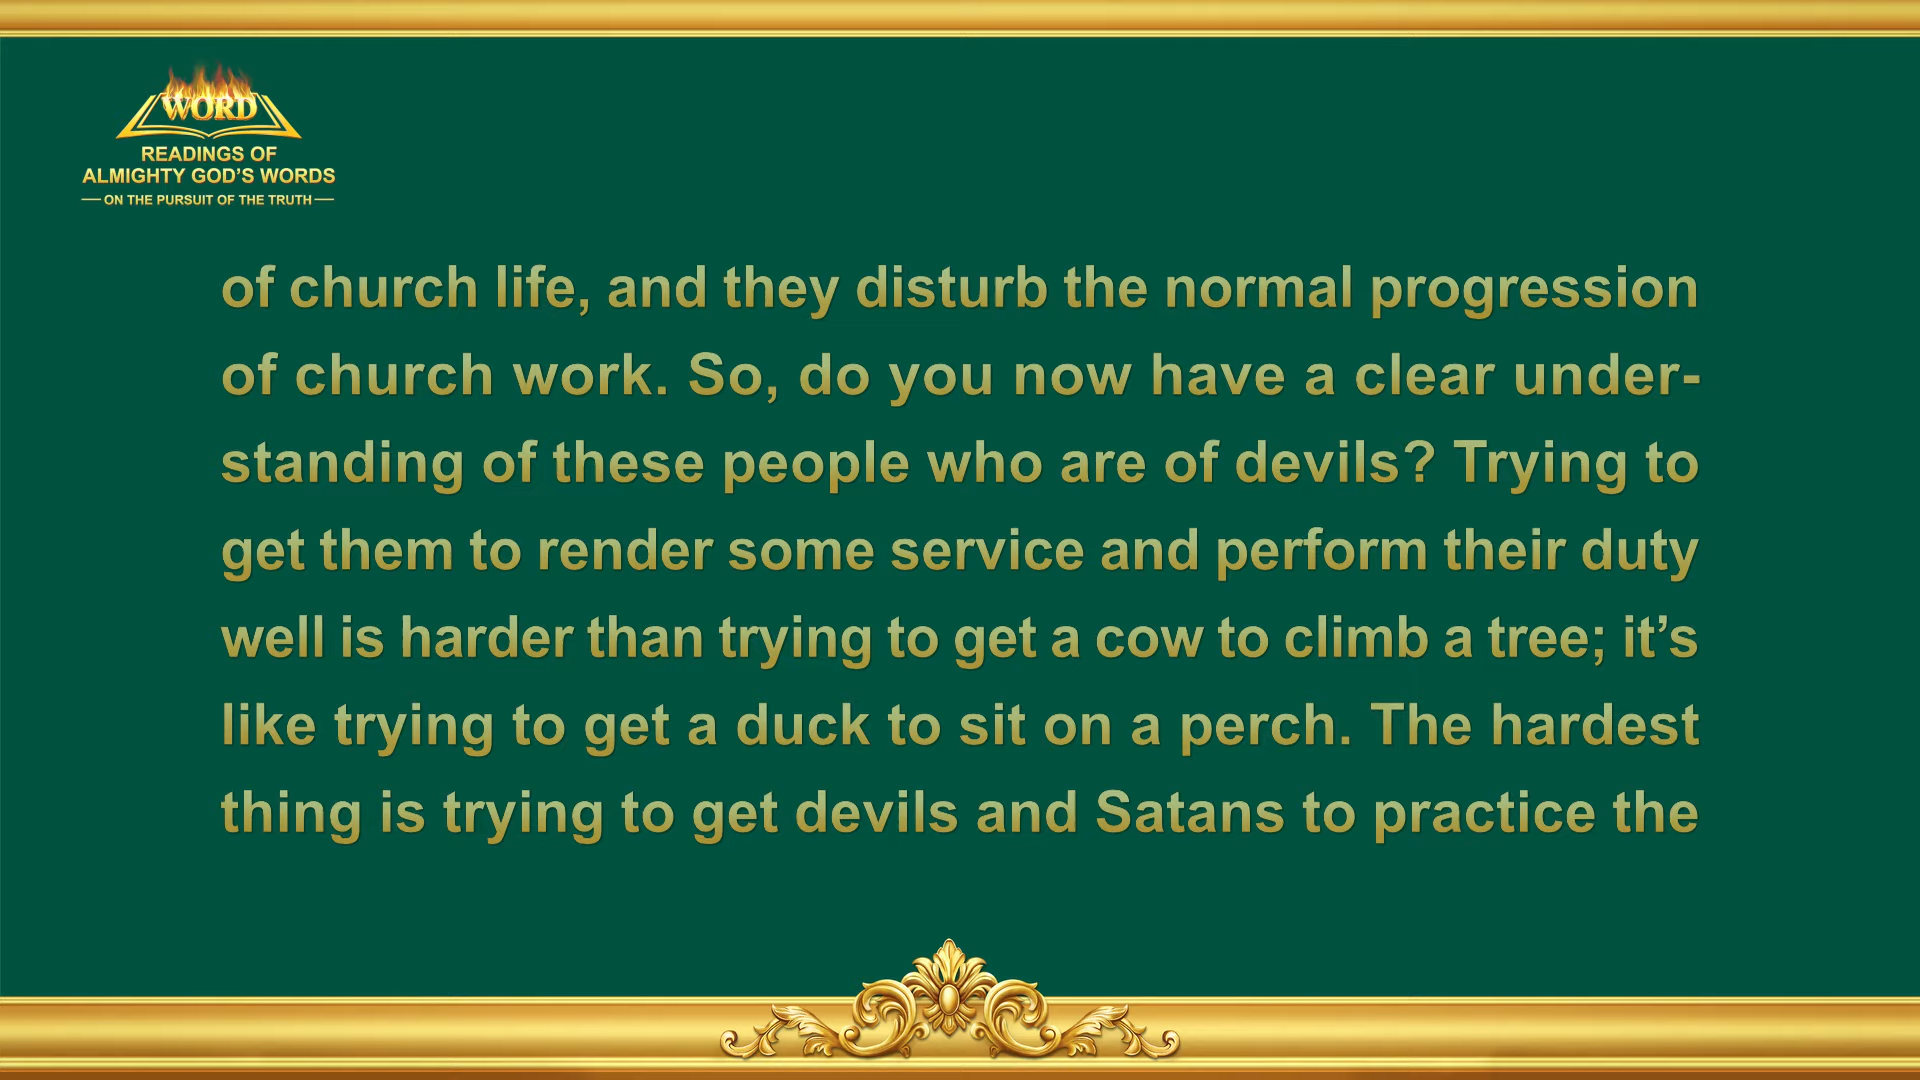 WORD
READINGS OF
ALMIGHTY GOD'S WORDS
— ON THE PURSUIT OF THE TRUTH —
of church life, and they disturb the normal progression
of church work. So, do you now have a clear under-
standing of these people who are of devils? Trying to
get them to render some service and perform their duty
well is harder than trying to get a cow to climb a tree; it’s
like trying to get a duck to sit on a perch. The hardest
thing is trying to get devils and Satans to practice the